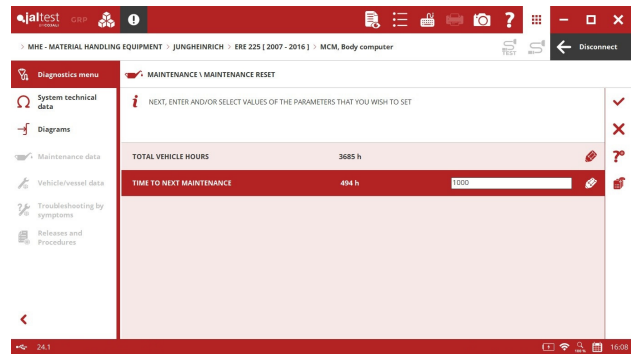 jaltest GRP
> MHE - MATERIAL HANDLING EQUIPMENT > JUNGHEINRICH > ERE 225 [ 2007 - 2016 ] > MCM, Body computer
TEST
Disconnect
Diagnostics menu
MAINTENANCE \ MAINTENANCE RESET
System technical
data
NEXT, ENTER AND/OR SELECT VALUES OF THE PARAMETERS THAT YOU WISH TO SET
Diagrams
Maintenance data
TOTAL VEHICLE HOURS 3685 h
Vehicle/vessel data
TIME TO NEXT MAINTENANCE 494 h 1000
Troubleshooting by
symptoms
Releases and
Procedures
24.1
100%
16:08